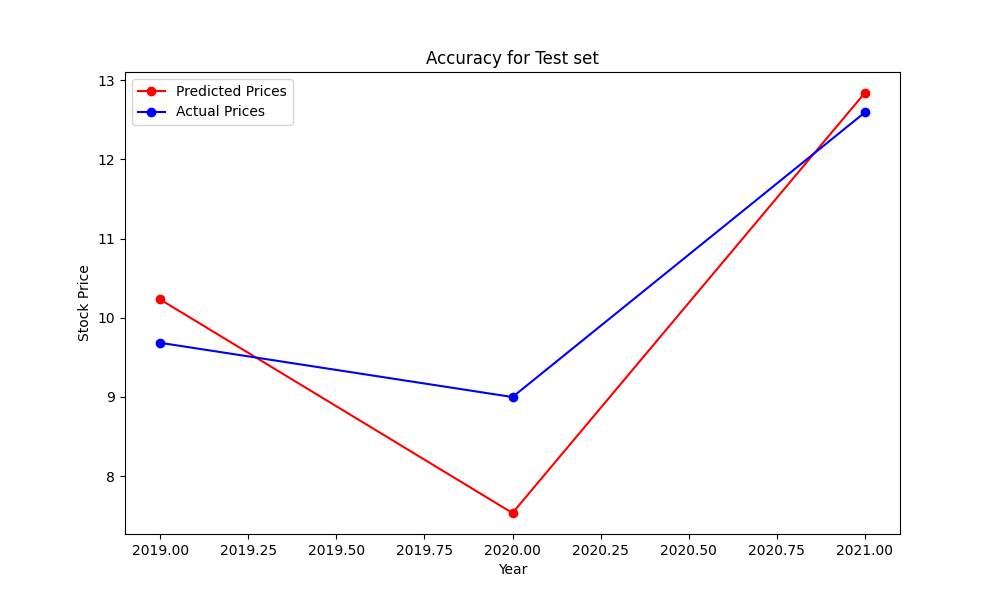 Accuracy for Test set
Predicted Prices
Actual Prices
13
12
11
10
9
8
Stock Price
2019.00 2019.25 2019.50 2019.75 2020.00 2020.25 2020.50 2020.75 2021.00
Year